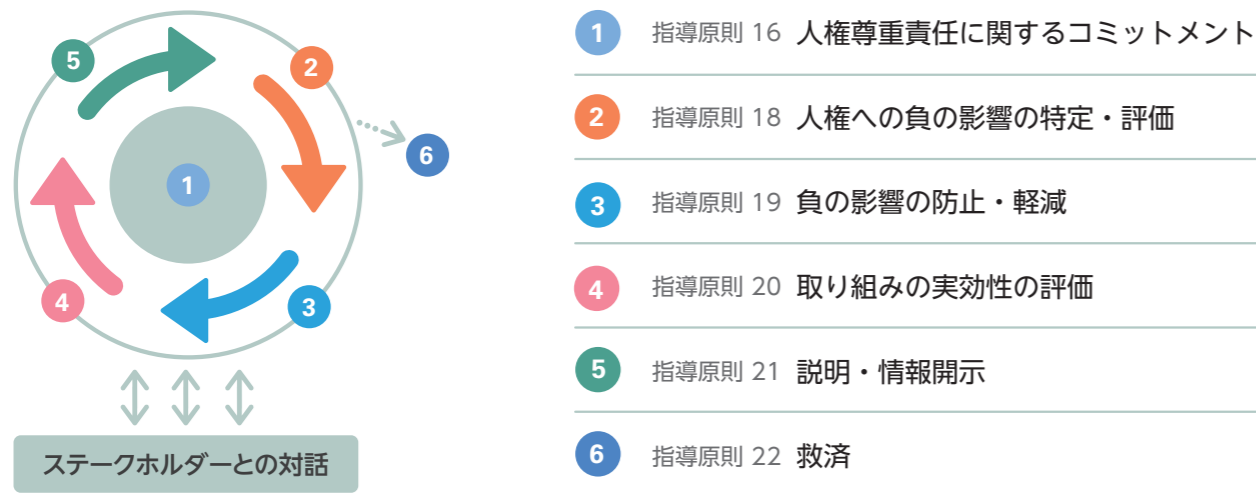 5
2
6
1
4
3
ステークホルダーとの対話
1 指導原則 16 人権尊重責任に関するコミットメント
2 指導原則 18 人権への負の影響の特定・評価
3 指導原則 19 負の影響の防止・軽減
4 指導原則 20 取り組みの実効性の評価
5 指導原則 21 説明・情報開示
6 指導原則 22 救済